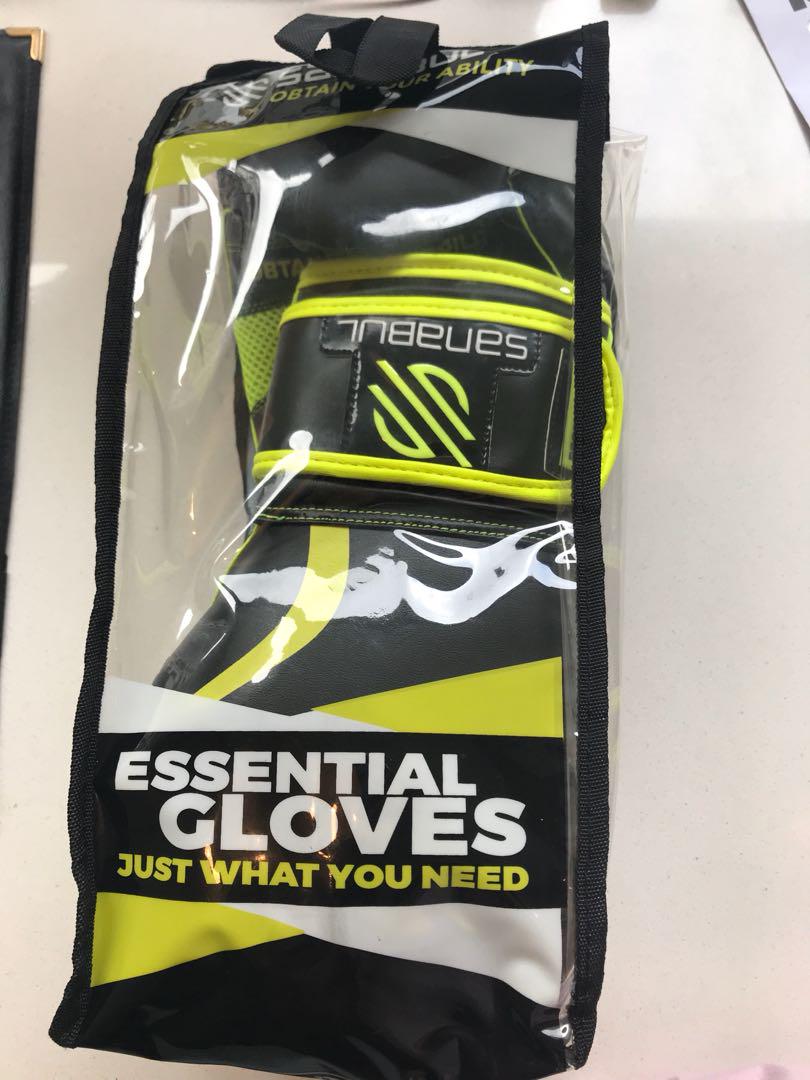 OBTAIN YOUR ABILITY
sanaBUL
ESSENTIAL
GLOVES
JUST WHAT YOU NEED